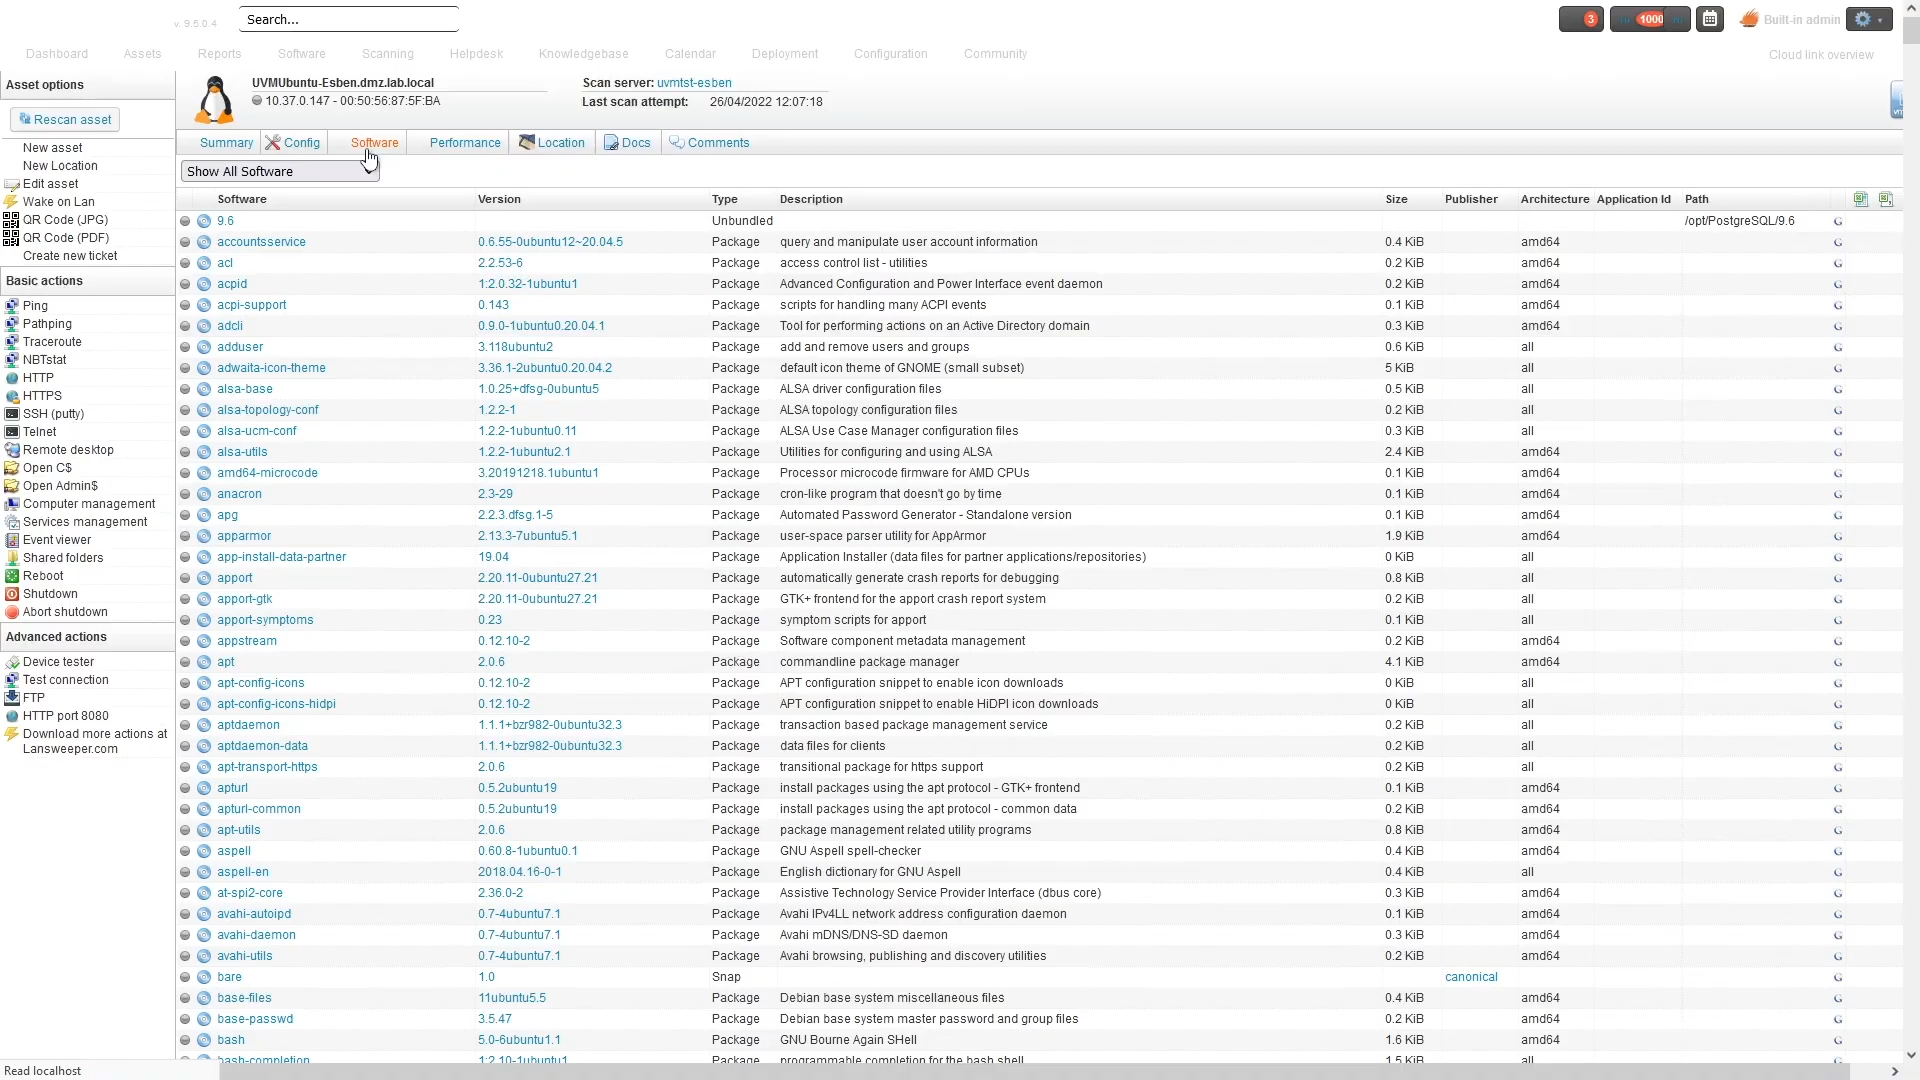 v. 9.5.0.4
Search...
3
1000
Built-in admin
Dashboard Assets Reports Software Scanning Helpdesk Knowledgebase Calendar Deployment Configuration Community Cloud link overview
Asset options
Rescan asset
New asset
New Location
Edit asset
Wake on Lan
QR Code (JPG)
QR Code (PDF)
Create new ticket
Basic actions
Ping
Pathping
Traceroute
NBTstat
HTTP
HTTPS
SSH (putty)
Telnet
Remote desktop
Open C$
Open Admin$
Computer management
Services management
Event viewer
Shared folders
Reboot
Shutdown
Abort shutdown
Advanced actions
Device tester
Test connection
FTP
HTTP port 8080
Download more actions at
Lansweeper.com
UVMUbuntu-Esben.dmz.lab.local
10.37.0.147 - 00:50:56:87:5F:BA
Scan server: uvmtst-esben
Last scan attempt: 26/04/2022 12:07:18
Summary Config Software Performance Location Docs Comments
Show All Software
Software Version Type Description Size Publisher Architecture Application Id Path
9.6 Unbundled /opt/PostgreSQL/9.6
accountsservice 0.6.55-0ubuntu12~20.04.5 Package query and manipulate user account information 0.4 KiB amd64
acl 2.2.53-6 Package access control list - utilities 0.2 KiB amd64
acpid 1:2.0.32-1ubuntu1 Package Advanced Configuration and Power Interface event daemon 0.2 KiB amd64
acpi-support 0.143 Package scripts for handling many ACPI events 0.1 KiB amd64
adcli 0.9.0-1ubuntu0.20.04.1 Package Tool for performing actions on an Active Directory domain 0.3 KiB amd64
adduser 3.118ubuntu2 Package add and remove users and groups 0.6 KiB all
adwaita-icon-theme 3.36.1-2ubuntu0.20.04.2 Package default icon theme of GNOME (small subset) 5 KiB all
alsa-base 1.0.25+dfsg-0ubuntu5 Package ALSA driver configuration files 0.5 KiB all
alsa-topology-conf 1.2.2-1 Package ALSA topology configuration files 0.2 KiB all
alsa-ucm-conf 1.2.2-1ubuntu0.11 Package ALSA Use Case Manager configuration files 0.3 KiB all
alsa-utils 1.2.2-1ubuntu2.1 Package Utilities for configuring and using ALSA 2.4 KiB amd64
amd64-microcode 3.20191218.1ubuntu1 Package Processor microcode firmware for AMD CPUs 0.1 KiB amd64
anacron 2.3-29 Package cron-like program that doesn't go by time 0.1 KiB amd64
apg 2.2.3.dfsg.1-5 Package Automated Password Generator - Standalone version 0.1 KiB amd64
apparmor 2.13.3-7ubuntu5.1 Package user-space parser utility for AppArmor 1.9 KiB amd64
app-install-data-partner 19.04 Package Application Installer (data files for partner applications/repositories) 0 KiB all
apport 2.20.11-0ubuntu27.21 Package automatically generate crash reports for debugging 0.8 KiB all
apport-gtk 2.20.11-0ubuntu27.21 Package GTK+ frontend for the apport crash report system 0.2 KiB all
apport-symptoms 0.23 Package symptom scripts for apport 0.1 KiB all
appstream 0.12.10-2 Package Software component metadata management 0.2 KiB amd64
apt 2.0.6 Package commandline package manager 4.1 KiB amd64
apt-config-icons 0.12.10-2 Package APT configuration snippet to enable icon downloads 0 KiB all
apt-config-icons-hidpi 0.12.10-2 Package APT configuration snippet to enable HiDPI icon downloads 0 KiB all
aptdaemon 1.1.1+bzr982-0ubuntu32.3 Package transaction based package management service 0.2 KiB all
aptdaemon-data 1.1.1+bzr982-0ubuntu32.3 Package data files for clients 0.2 KiB all
apt-transport-https 2.0.6 Package transitional package for https support 0.2 KiB all
apturl 0.5.2ubuntu19 Package install packages using the apt protocol - GTK+ frontend 0.1 KiB amd64
apturl-common 0.5.2ubuntu19 Package install packages using the apt protocol - common data 0.2 KiB amd64
apt-utils 2.0.6 Package package management related utility programs 0.8 KiB amd64
aspell 0.60.8-1ubuntu0.1 Package GNU Aspell spell-checker 0.4 KiB amd64
aspell-en 2018.04.16-0-1 Package English dictionary for GNU Aspell 0.4 KiB all
at-spi2-core 2.36.0-2 Package Assistive Technology Service Provider Interface (dbus core) 0.3 KiB amd64
avahi-autoipd 0.7-4ubuntu7.1 Package Avahi IPv4LL network address configuration daemon 0.1 KiB amd64
avahi-daemon 0.7-4ubuntu7.1 Package Avahi mDNS/DNS-SD daemon 0.3 KiB amd64
avahi-utils 0.7-4ubuntu7.1 Package Avahi browsing, publishing and discovery utilities 0.2 KiB amd64
bare 1.0 Snap canonical
base-files 11ubuntu5.5 Package Debian base system miscellaneous files 0.4 KiB amd64
base-passwd 3.5.47 Package Debian base system master password and group files 0.2 KiB amd64
bash 5.0-6ubuntu1.1 Package GNU Bourne Again SHell 1.6 KiB amd64
bash-completion 1:2.10-1ubuntu1 Package programmable completion for the bash shell 1.5 KiB all
Read localhost